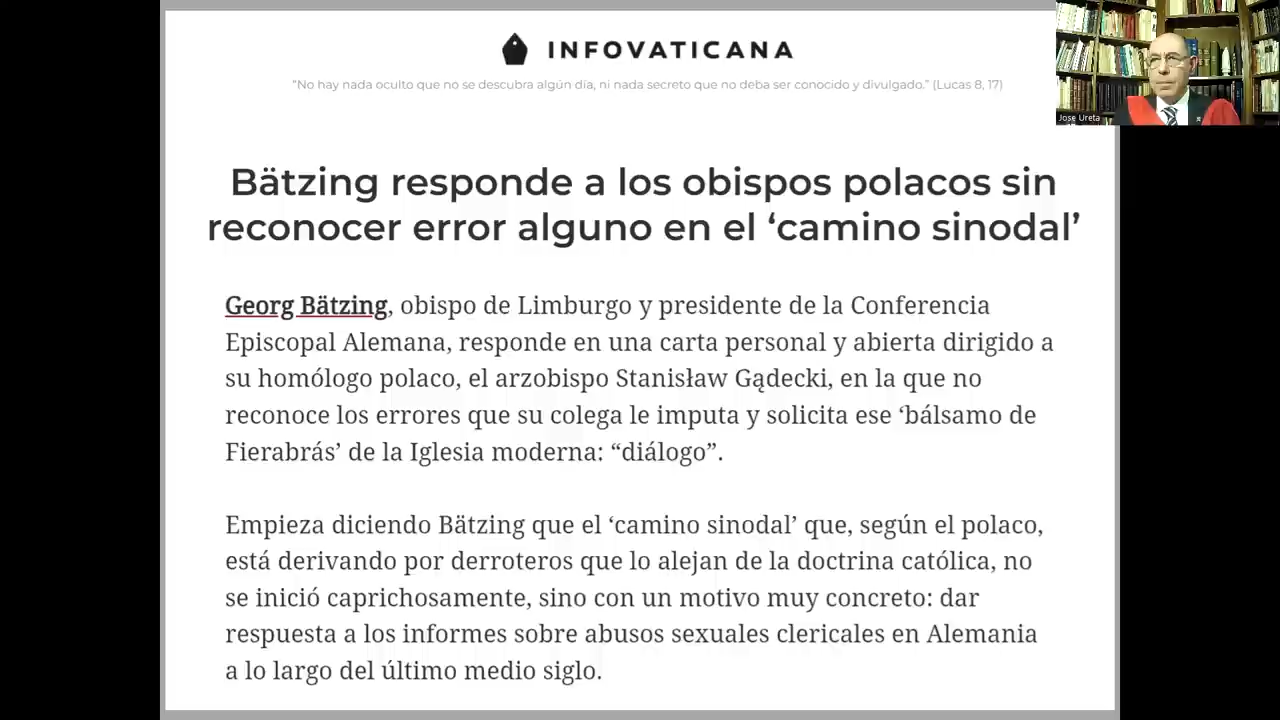 INFOVATICANA
“No hay nada oculto que no se descubra algún día, ni nada secreto que no deba ser conocido y divulgado.” (Lucas 8, 17)
Jose Ureta
Bätzing responde a los obispos polacos sin
reconocer error alguno en el ‘camino sinodal’
Georg Bätzing, obispo de Limburgo y presidente de la Conferencia
Episcopal Alemana, responde en una carta personal y abierta dirigido a
su homólogo polaco, el arzobispo Stanisław Gądecki, en la que no
reconoce los errores que su colega le imputa y solicita ese ‘bálsamo de
Fierabrás’ de la Iglesia moderna: “diálogo”.
Empieza diciendo Bätzing que el ‘camino sinodal’ que, según el polaco,
está derivando por derroteros que lo alejan de la doctrina católica, no
se inició caprichosamente, sino con un motivo muy concreto: dar
respuesta a los informes sobre abusos sexuales clericales en Alemania
a lo largo del último medio siglo.